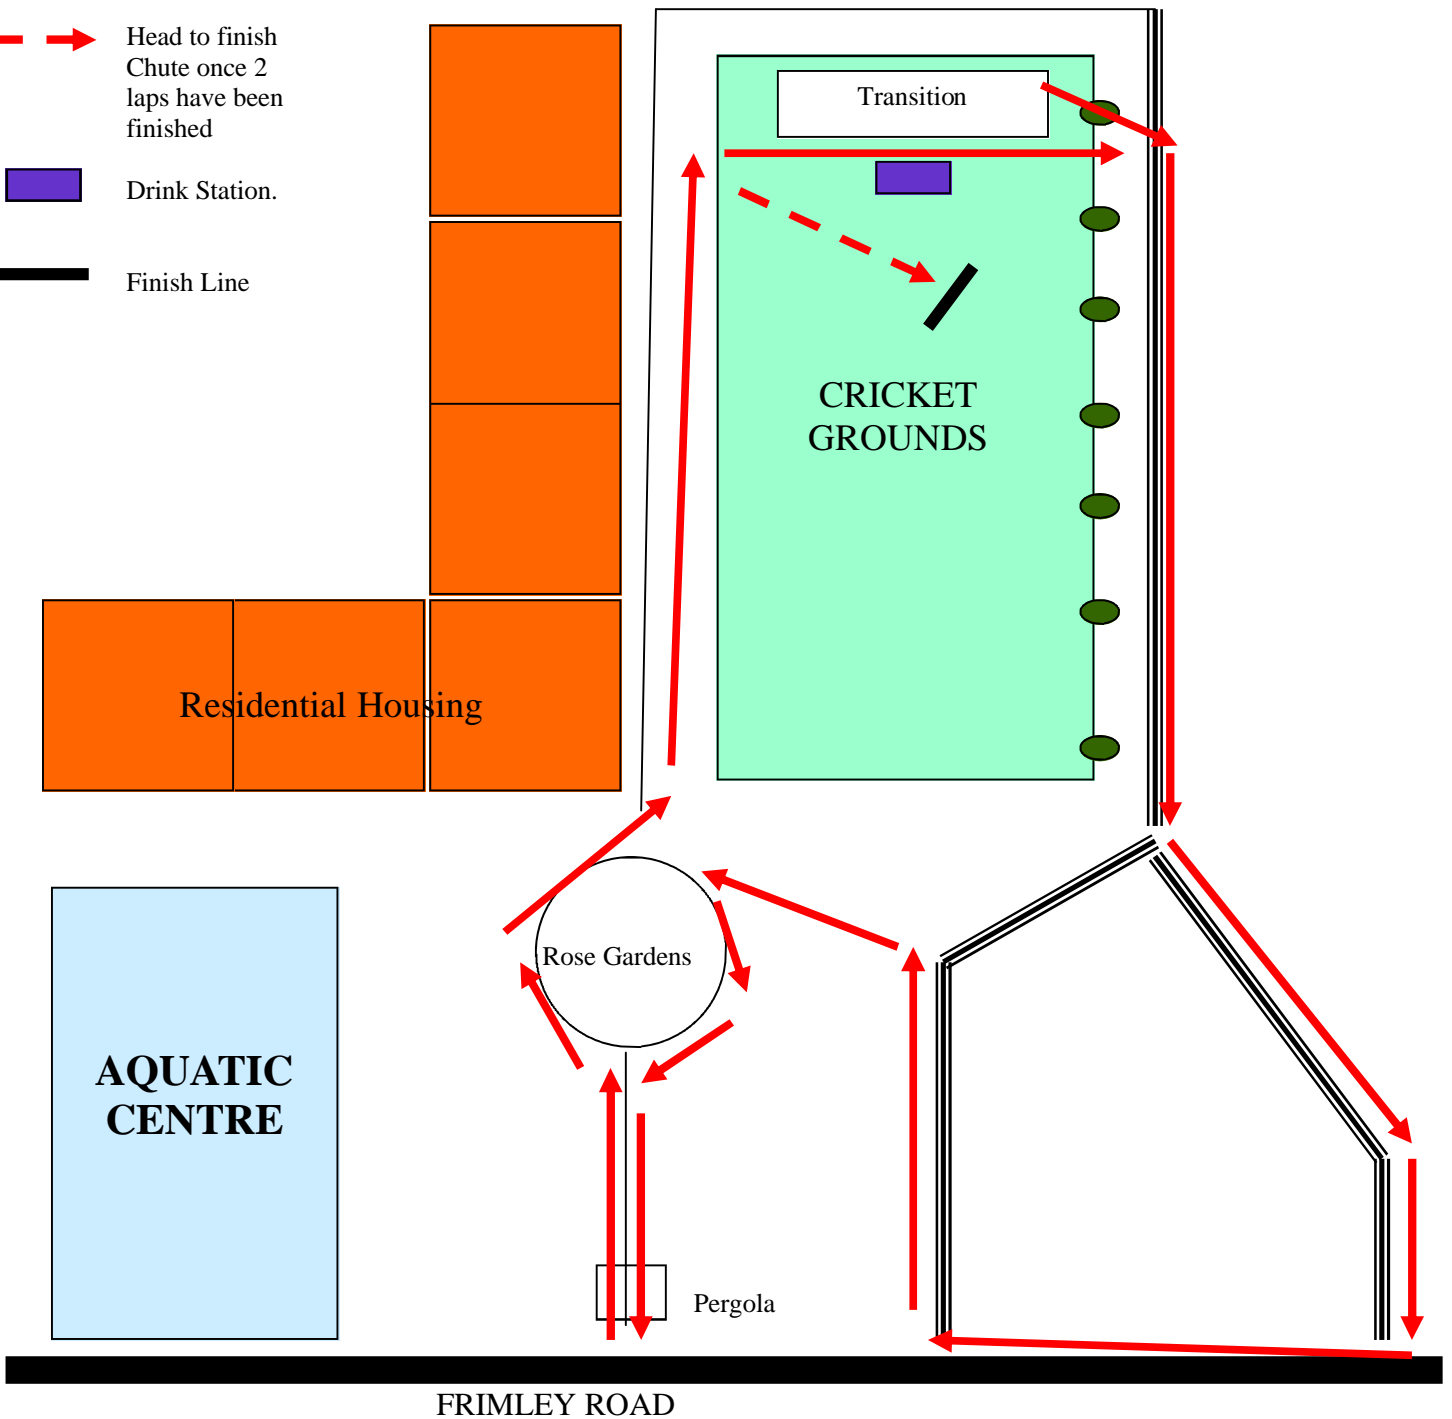 Head to finish
Chute once 2
laps have been
finished
Drink Station.
Finish Line
Transition
CRICKET
GROUNDS
Residential Housing
Rose Gardens
AQUATIC
CENTRE
Pergola
FRIMLEY ROAD